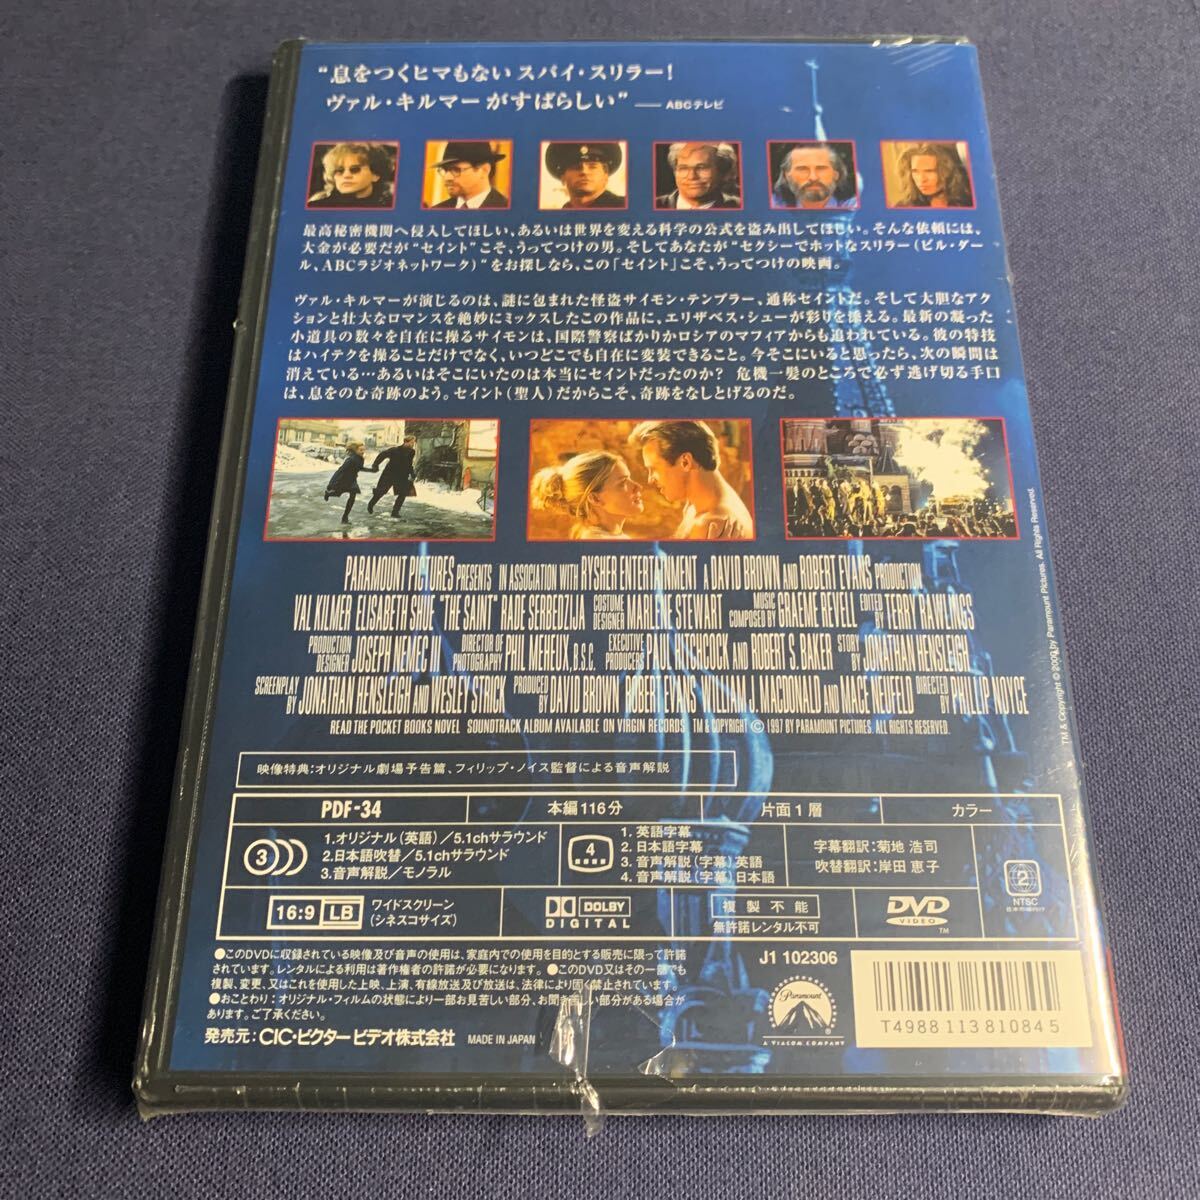 “息をつくヒマもない スパイ・スリラー！
ヴァル・キルマーがすばらしい” ── ABCテレビ
最高秘密機関へ侵入してほしい、あるいは世界を変える科学の公式を盗み出してほしい。そんな依頼には、
大金が必要だが“セイント”こそ、うってつけの男。そしてあなたが“セクシーでホットなスリラー（ビル・ダー
ル、ABCラジオネットワーク）“をお探しなら、この「セイント」こそ、うってつけの映画。
ヴァル・キルマーが演じるのは、謎に包まれた怪盗サイモン・テンプラー、通称セイントだ。そして大胆なアク
ションと壮大なロマンスを絶妙にミックスしたこの作品に、エリザベス・シューが彩りを添える。最新の凝った
小道具の数々を自在に操るサイモンは、国際警察ばかりかロシアのマフィアからも追われている。彼の特技
はハイテクを操ることだけでなく、いつどこでも自在に変装できること。今そこにいると思ったら、次の瞬間は
消えている…あるいはそこにいたのは本当にセイントだったのか？ 危機一髪のところで必ず逃げ切る手口
は、息をのむ奇跡のよう。セイント（聖人）だからこそ、奇跡をなしとげるのだ。
PARAMOUNT PICTURES PRESENTS IN ASSOCIATION WITH RYSHER ENTERTAINMENT A DAVID BROWN AND ROBERT EVANS PRODUCTION
VAL KILMER ELISABETH SHUE "THE SAINT" RADE SERBEDZIJA COSTUME DESIGNER MARLENE STEWART MUSIC COMPOSED BY GRAEME REVELL EDITED BY TERRY RAWLINGS
PRODUCTION DESIGNER JOSEPH NEMEC III DIRECTOR OF PHOTOGRAPHY PHIL MEHEUX, B.S.C. EXECUTIVE PRODUCERS PAUL HITCHCOCK AND ROBERT S. BAKER STORY BY JONATHAN HENSLEIGH
SCREENPLAY BY JONATHAN HENSLEIGH AND WESLEY STRICK PRODUCED BY DAVID BROWN ROBERT EVANS WILLIAM J. MACDONALD AND MACE NEUFELD DIRECTED BY PHILLIP NOYCE
READ THE POCKET BOOKS NOVEL SOUNDTRACK ALBUM AVAILABLE ON VIRGIN RECORDS TM & COPYRIGHT © 1997 BY PARAMOUNT PICTURES. ALL RIGHTS RESERVED.
TM & Copyright © 2000 by Paramount Pictures. All Rights Reserved.
映像特典：オリジナル劇場予告篇、フィリップ・ノイス監督による音声解説
PDF-34 本編116分 片面1層 カラー
3
1.オリジナル（英語）／5.1chサラウンド
2.日本語吹替／5.1chサラウンド
3.音声解説／モノラル
4
1. 英語字幕
2. 日本語字幕
3. 音声解説（字幕）英語
4. 音声解説（字幕）日本語
字幕翻訳：菊地 浩司
吹替翻訳：岸田 恵子
2
NTSC
16:9 LB
ワイドスクリーン
（シネスコサイズ）
DOLBY
DIGITAL
複製不能
無許諾レンタル不可
DVD
VIDEO
TM
●このDVDに収録されている映像及び音声の使用は、家庭内での使用を目的とする販売に限って許諾
されています。レンタルによる利用は著作権者の許諾が必要になります。 ●このDVD又はその一部でも
複製、変更、又はこれを使用した上映、上演、有線放送及び放送は、法律により固く禁止されています。
●おことわり：オリジナル・フィルムの状態により一部お見苦しい部分、お聞き苦しい部分がある場合が
あります。ご了承ください。
発売元：CIC・ビクター ビデオ株式会社 MADE IN JAPAN
J1 102306
Paramount
A VIACOM COMPANY
T4988113810845